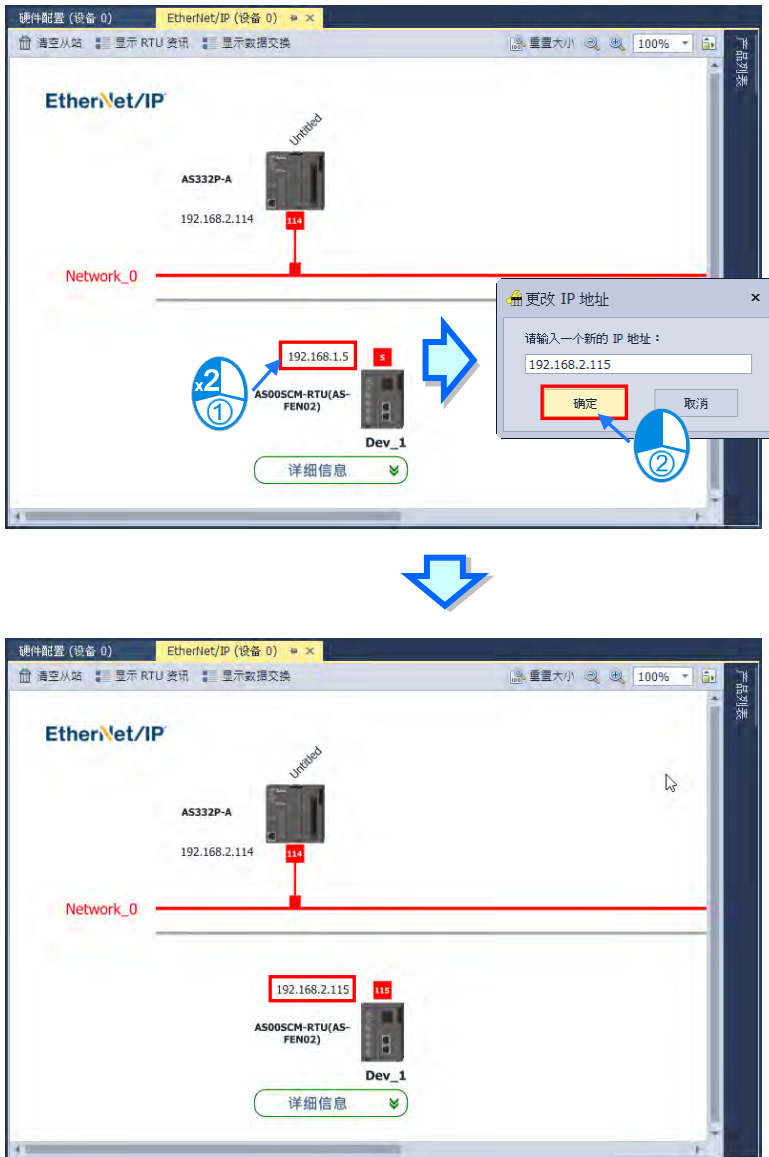 硬件配置 (设备 0) EtherNet/IP (设备 0)
清空从站 显示 RTU 资讯 显示数据交换 重置大小 100%
产品列表
EtherNet/IP
Untitled
AS332P-A
192.168.2.114 114
Network_0
更改 IP 地址
请输入一个新的 IP 地址：
192.168.2.115
确定 取消
192.168.1.5 5
x2
①
AS00SCM-RTU(AS-
FEN02)
②
Dev_1
详细信息
硬件配置 (设备 0) EtherNet/IP (设备 0)
清空从站 显示 RTU 资讯 显示数据交换 重置大小 100%
产品列表
EtherNet/IP
Untitled
AS332P-A
192.168.2.114 114
Network_0
192.168.2.115 115
AS00SCM-RTU(AS-
FEN02)
Dev_1
详细信息